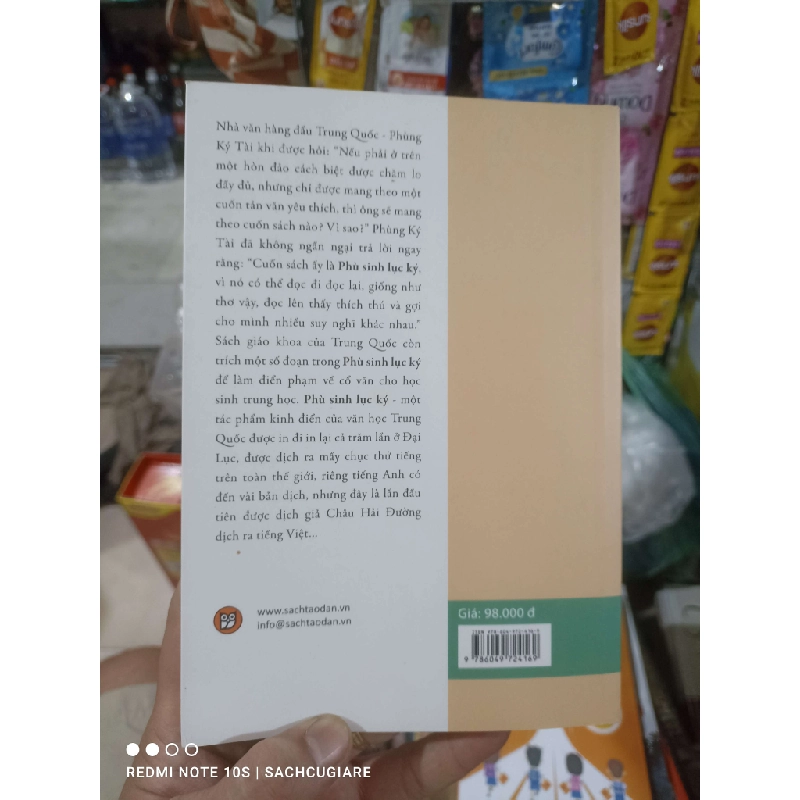 Nhà văn hàng đầu Trung Quốc - Phùng
Ký Tài khi được hỏi: "Nếu phải ở trên
một hòn đảo cách biệt được chăm lo
đầy đủ, nhưng chỉ được mang theo một
cuốn tản văn yêu thích, thì ông sẽ mang
theo cuốn sách nào? Vì sao?" Phùng Ký
Tài đã không ngần ngại trả lời ngay
rằng: "Cuốn sách ấy là Phù sinh lục ký,
vì nó có thể đọc đi đọc lại, giống như
thơ vậy, đọc lên thấy thích thú và gợi
cho mình nhiều suy nghĩ khác nhau."
Sách giáo khoa của Trung Quốc còn
trích một số đoạn trong Phù sinh lục ký
để làm điển phạm về cổ văn cho học
sinh trung học. Phù sinh lục ký - một
tác phẩm kinh điển của văn học Trung
Quốc được in đi in lại cả trăm lần ở Đại
Lục, được dịch ra mấy chục thứ tiếng
trên toàn thế giới, riêng tiếng Anh có
đến vài bản dịch, nhưng đây là lần đầu
tiên được dịch giả Châu Hải Đường
dịch ra tiếng Việt...
www.sachtaodan.vn
info@sachtaodan.vn
Giá: 98.000 đ
9 786049 724169
REDMI NOTE 10S | SACHCUGIARE